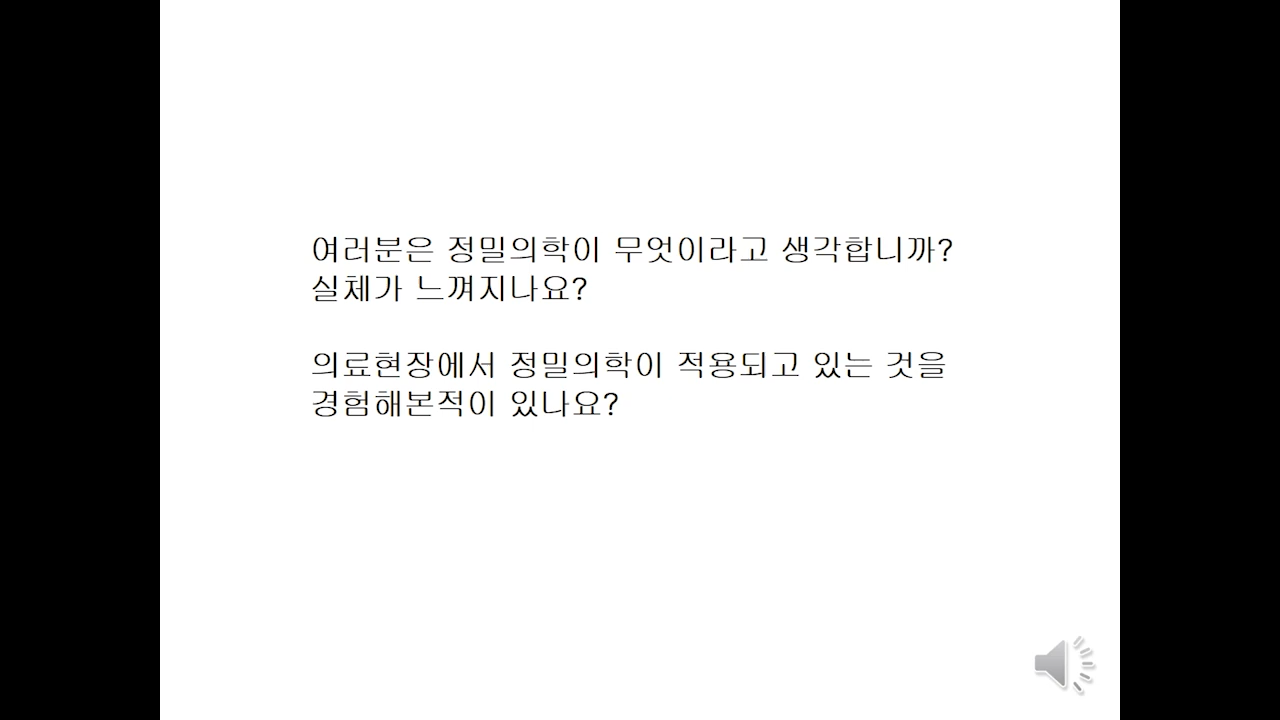 여러분은 정밀의학이 무엇이라고 생각합니까?
실체가 느껴지나요?
의료현장에서 정밀의학이 적용되고 있는 것을
경험해본적이 있나요?